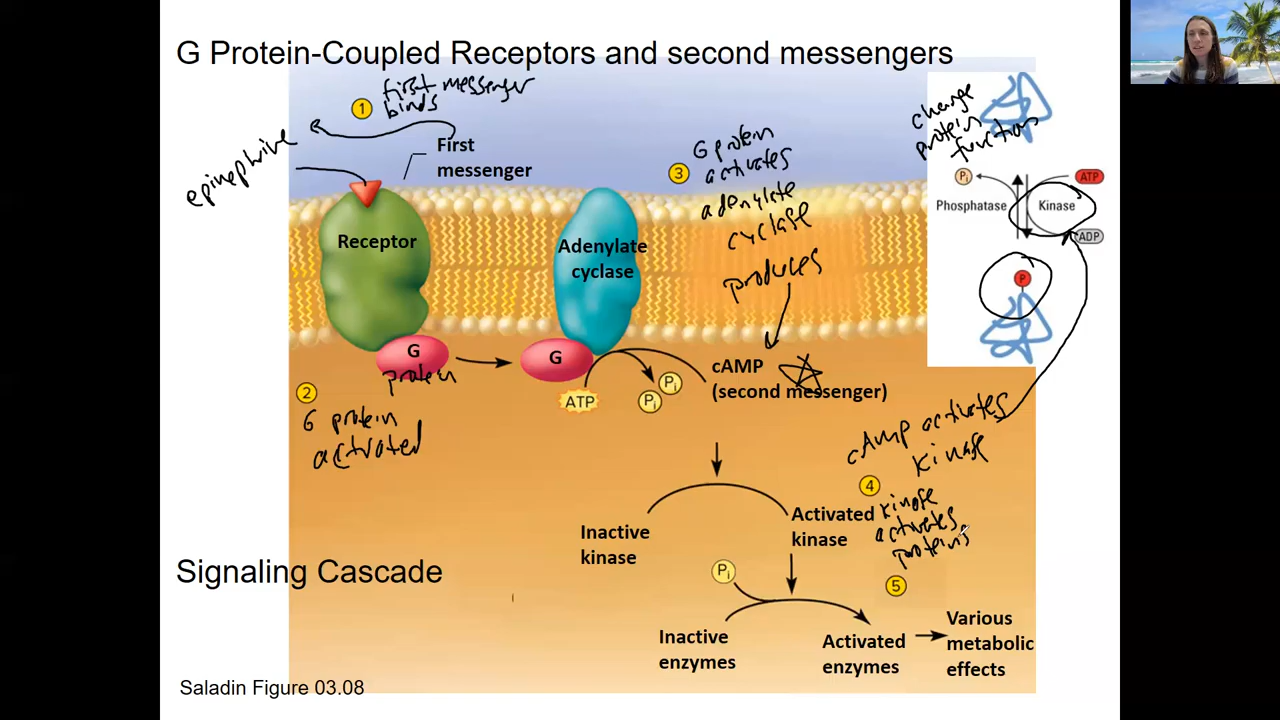 G Protein-Coupled Receptors and second messengers
1
first messenger
binds
epinephrine
First
messenger
Receptor
G
protein
2
G protein
activated
Adenylate
cyclase
G
ATP
Pi
Pi
3
G protein
activates
adenylate
cyclase
produces
cAMP
(second messenger)
change
protein
function
Pi
ATP
Phosphatase
Kinase
ADP
P
cAMP activates
kinase
4
Inactive
kinase
Activated
kinase
kinase
activates
proteins
5
Pi
Inactive
enzymes
Activated
enzymes
Various
metabolic
effects
Signaling Cascade
Saladin Figure 03.08